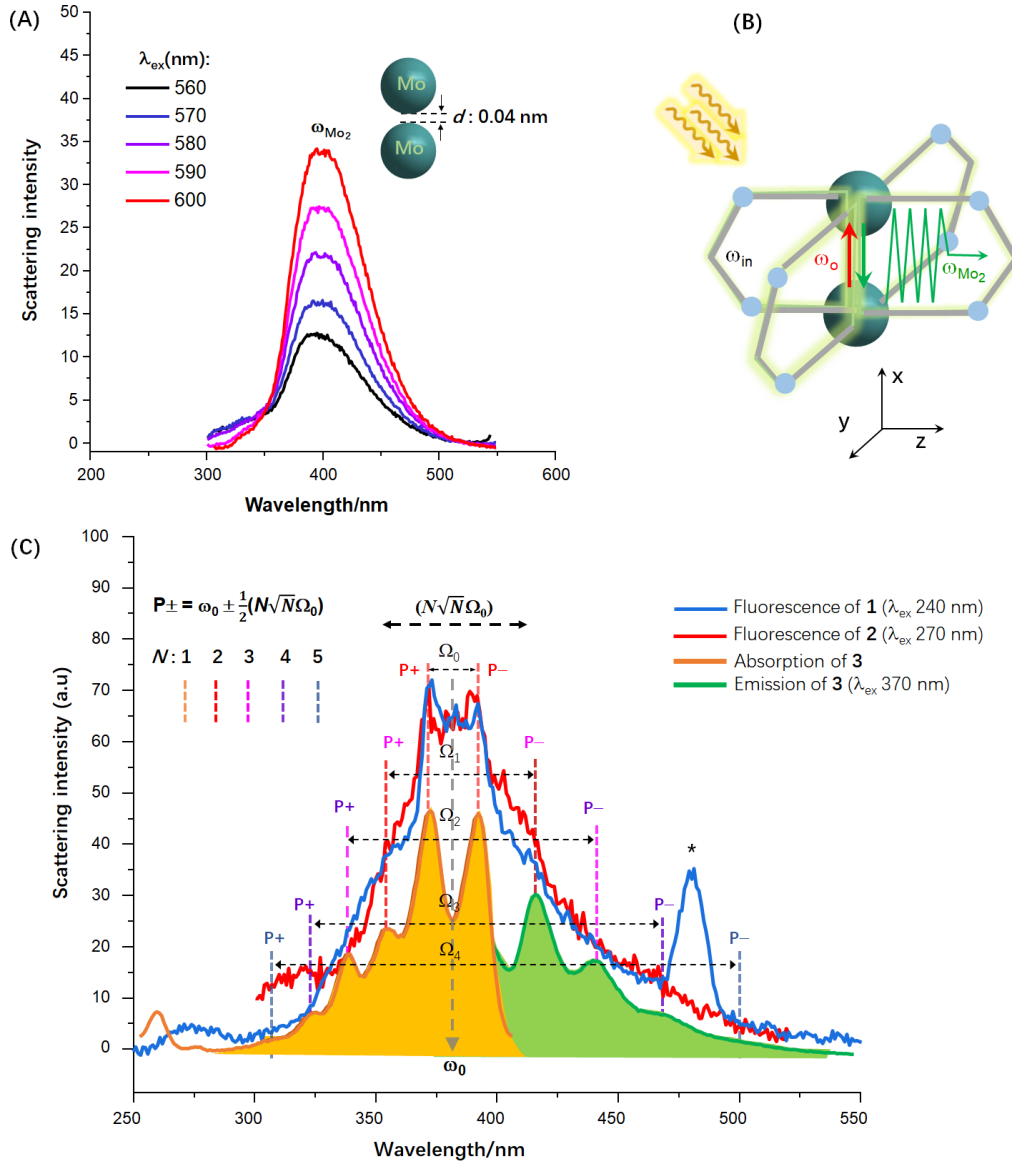 (A)
50
45
40
35
30
25
20
15
10
5
0
Scattering intensity
λex(nm):
560
570
580
590
600
ωMo2
Mo
Mo
d : 0.04 nm
200 300 400 500 600
Wavelength/nm
(B)
ωin
ωo
ωMo2
x
y
z
(C)
100
90
80
70
60
50
40
30
20
10
0
Scattering intensity (a.u)
P± = ω0 ± 1/2(N√NΩ0)
N : 1 2 3 4 5
(N√NΩ0)
Fluorescence of 1 (λex 240 nm)
Fluorescence of 2 (λex 270 nm)
Absorption of 3
Emission of 3 (λex 370 nm)
P+ Ω0 P−
P+ Ω1 P−
P+ Ω2 P−
*
P+ Ω3 P−
P+ Ω4 P−
ω0
250 300 350 400 450 500 550
Wavelength/nm